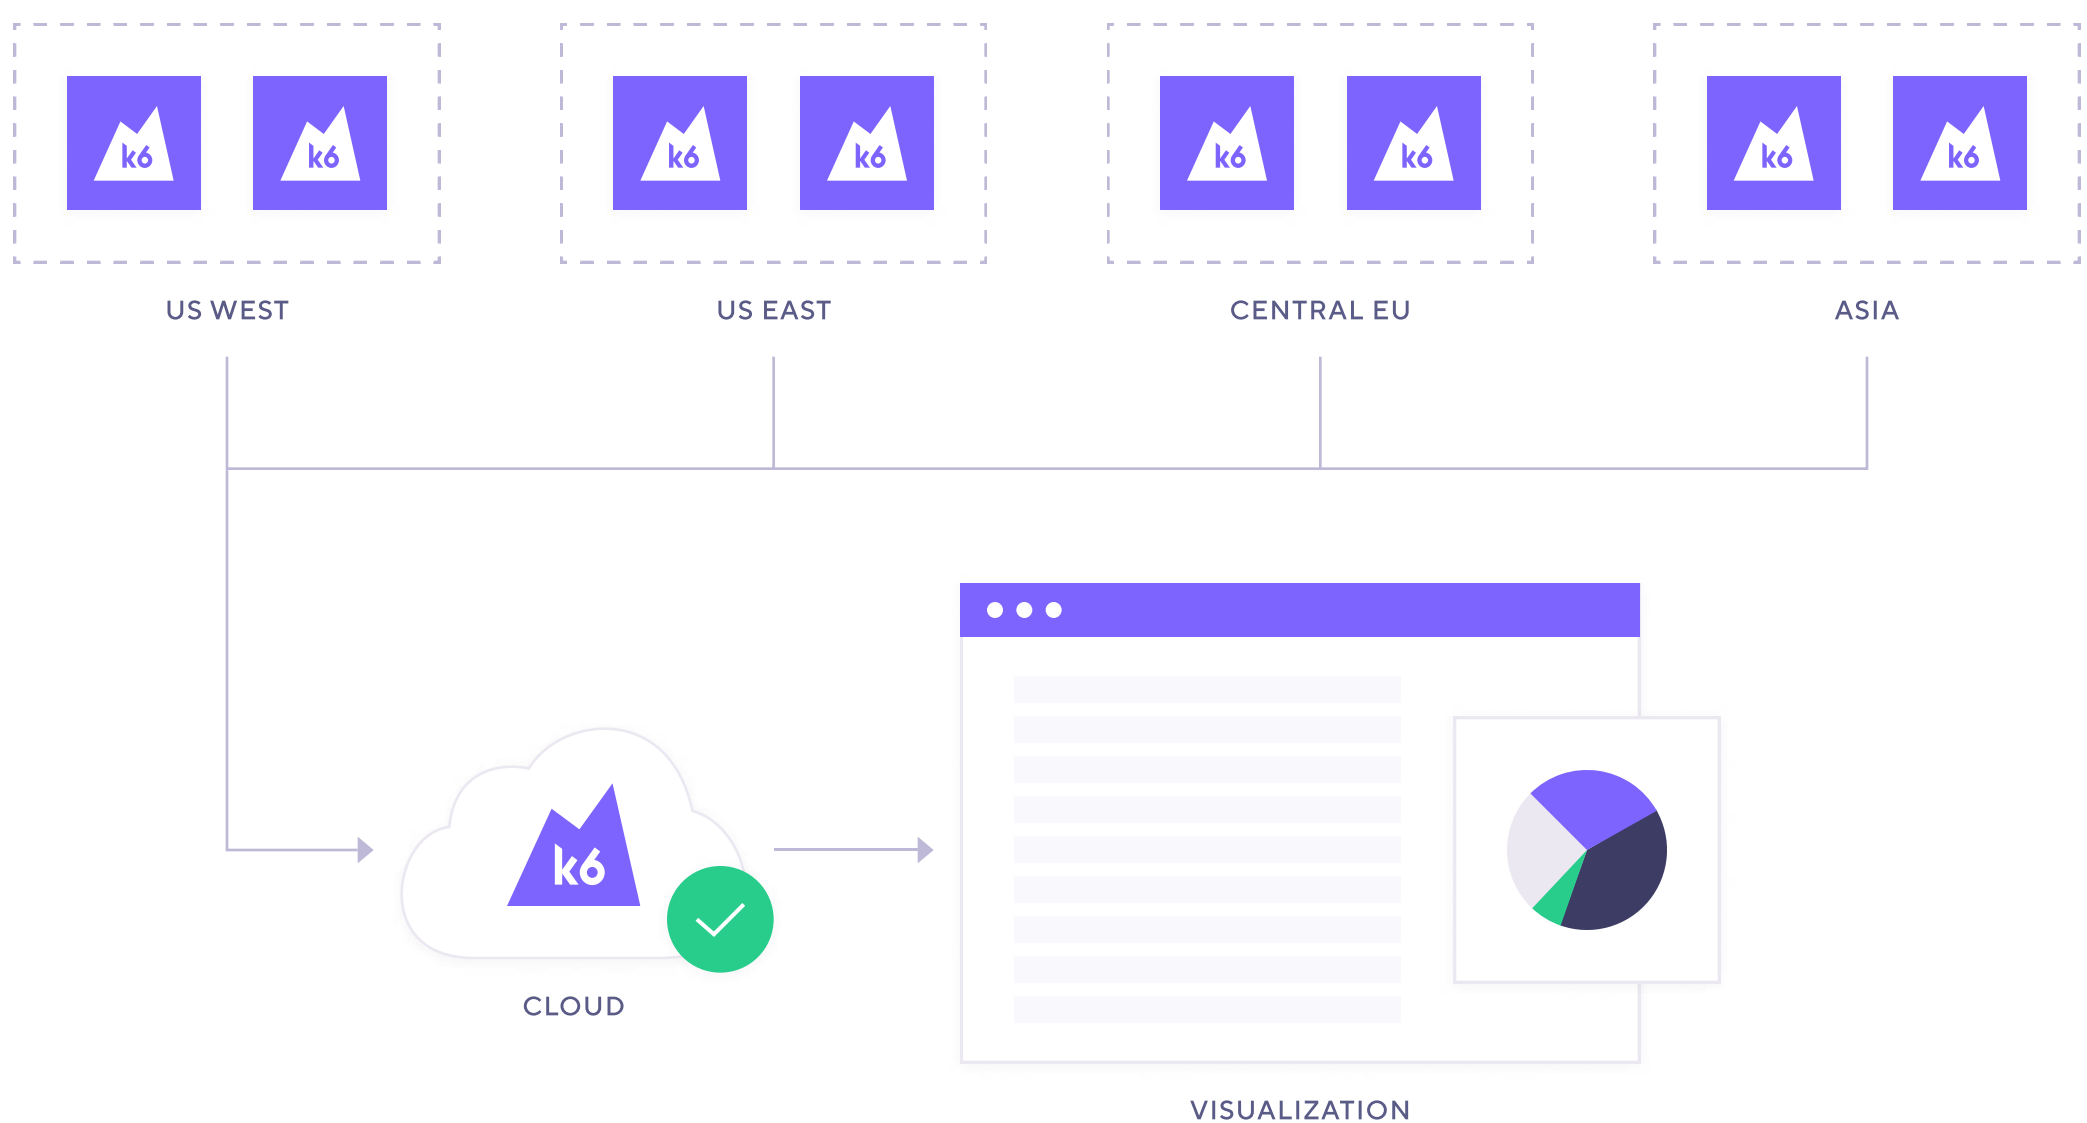 k6 k6 k6 k6 k6 k6 k6 k6
US WEST US EAST CENTRAL EU ASIA
k6
CLOUD
VISUALIZATION